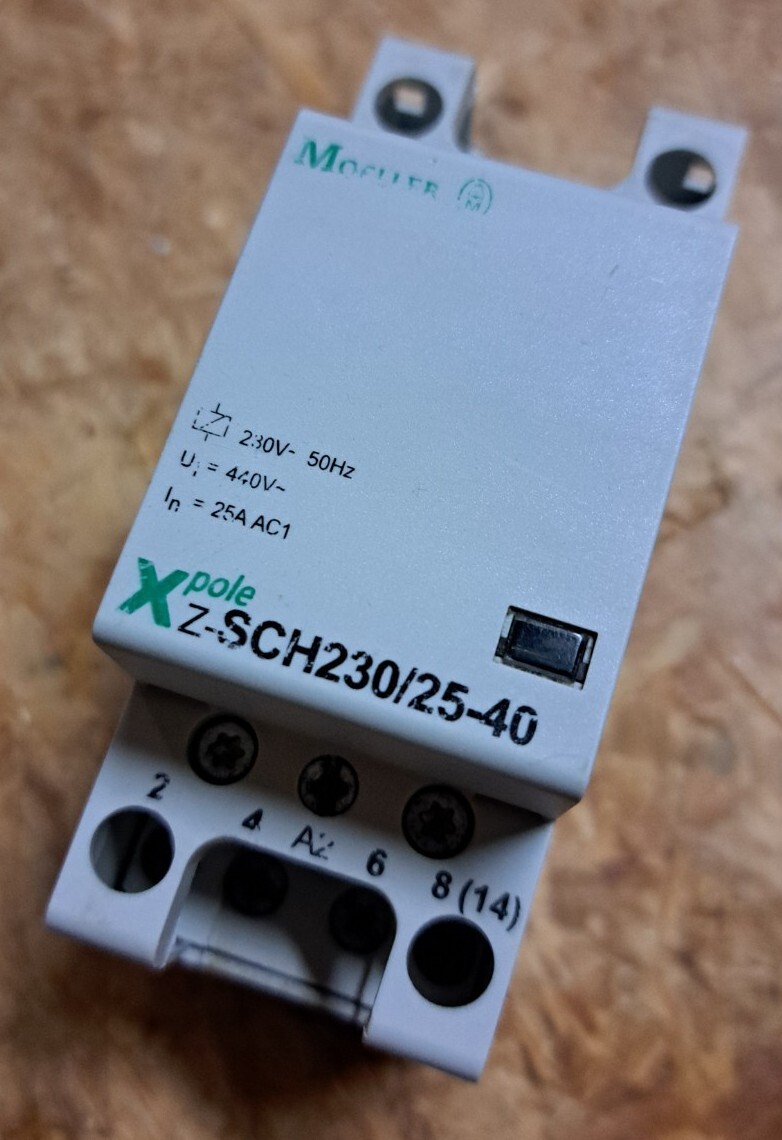 MOELLER
230V~ 50Hz
Ui = 440V~
In = 25A AC1
Xpole
Z-SCH230/25-40
2
4
A2
6
8 (14)